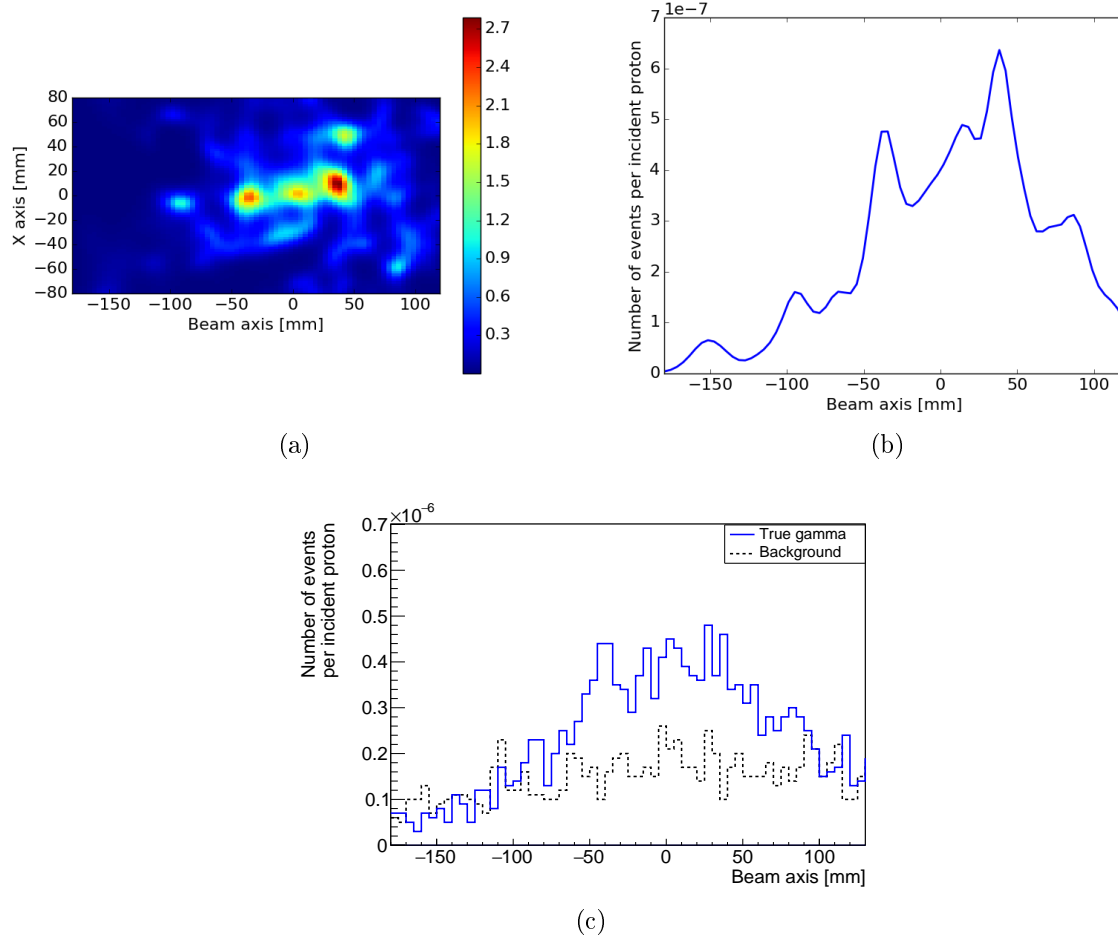 80
60
40
20
0
−20
−40
−60
−80
X axis [mm]
−150 −100 −50 0 50 100
Beam axis [mm]
2.7
2.4
2.1
1.8
1.5
1.2
0.9
0.6
0.3
(a)
1e−7
7
6
5
4
3
2
1
0
Number of events per incident proton
−150 −100 −50 0 50 100
Beam axis [mm]
(b)
×10−6
0.7
0.6
0.5
0.4
0.3
0.2
0.1
0
Number of events
per incident proton
True gamma
Background
−150 −100 −50 0 50 100
Beam axis [mm]
(c)